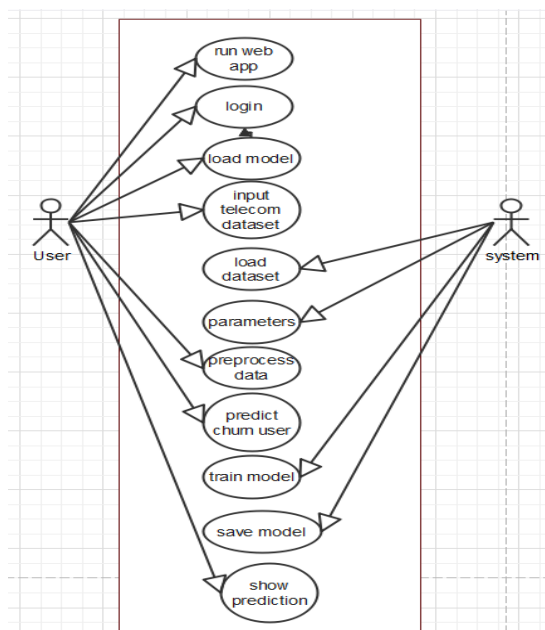 run web
app
login
load model
input
telecom
dataset
User
system
load
dataset
parameters
preprocess
data
predict
churn user
train model
save model
show
prediction